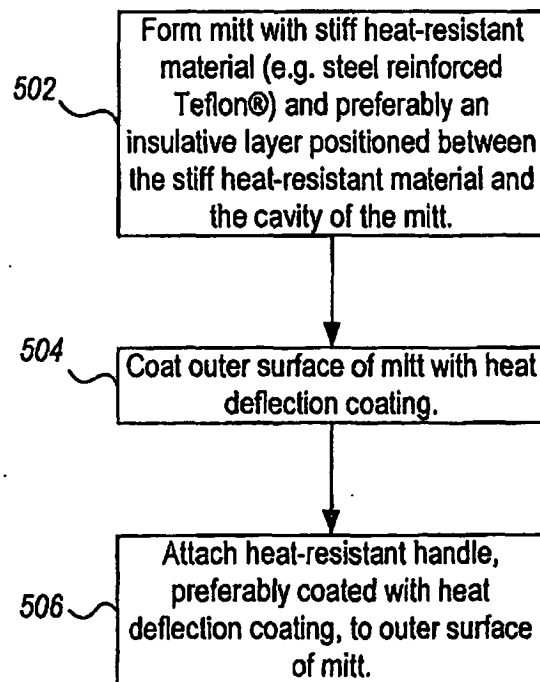 502
Form mitt with stiff heat-resistant
material (e.g. steel reinforced
Teflon®) and preferably an
insulative layer positioned between
the stiff heat-resistant material and
the cavity of the mitt.
504
Coat outer surface of mitt with heat
deflection coating.
506
Attach heat-resistant handle,
preferably coated with heat
deflection coating, to outer surface
of mitt.